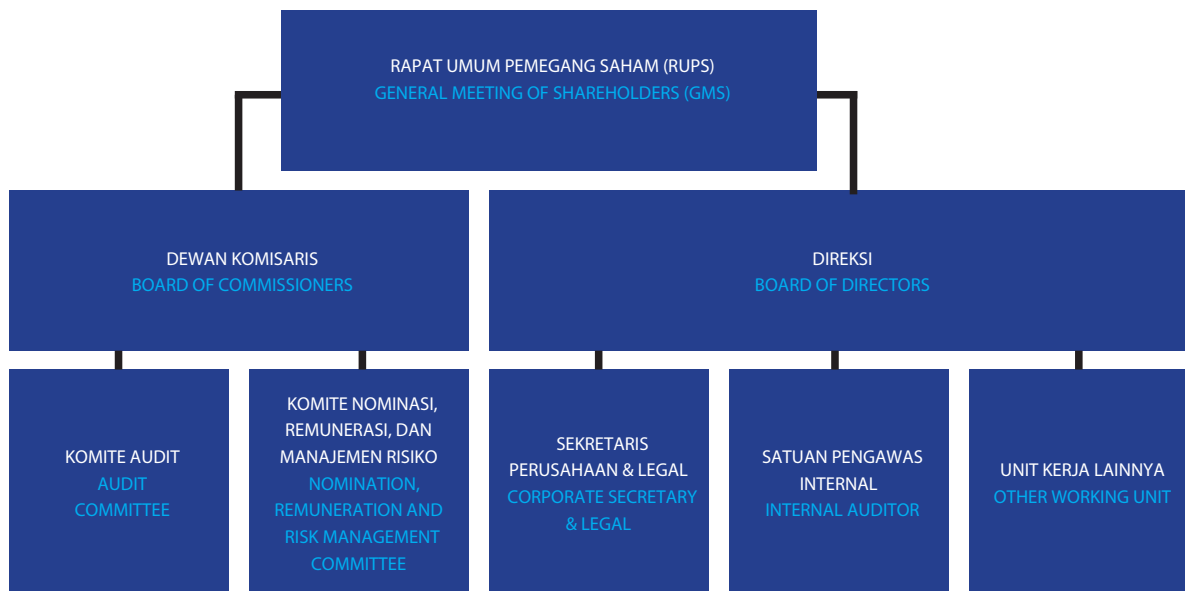 RAPAT UMUM PEMEGANG SAHAM (RUPS)
GENERAL MEETING OF SHAREHOLDERS (GMS)
DEWAN KOMISARIS
BOARD OF COMMISSIONERS
DIREKSI
BOARD OF DIRECTORS
KOMITE AUDIT
AUDIT
COMMITTEE
KOMITE NOMINASI,
REMUNERASI, DAN
MANAJEMEN RISIKO
NOMINATION,
REMUNERATION AND
RISK MANAGEMENT
COMMITTEE
SEKRETARIS
PERUSAHAAN & LEGAL
CORPORATE SECRETARY
& LEGAL
SATUAN PENGAWAS
INTERNAL
INTERNAL AUDITOR
UNIT KERJA LAINNYA
OTHER WORKING UNIT